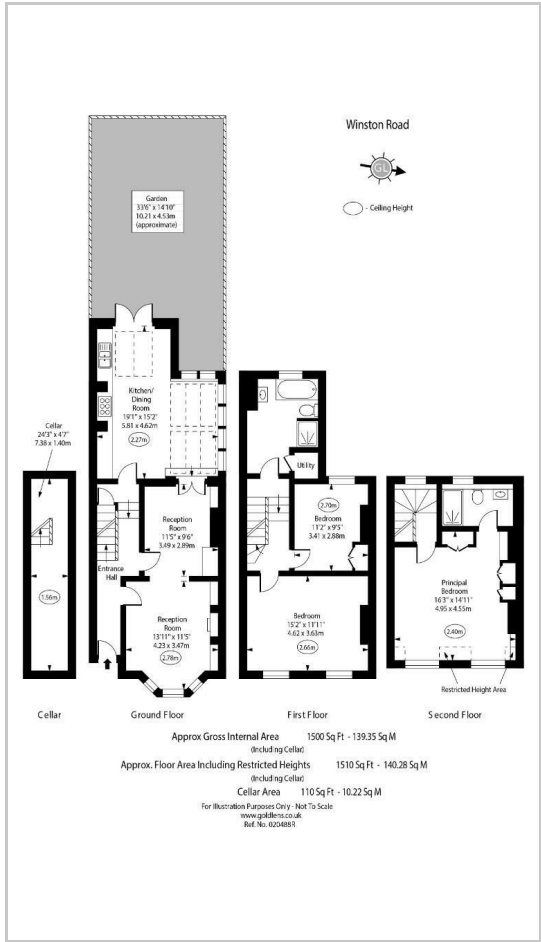 Winston Road
GL
- Ceiling Height
Garden
33'6" x 14'10"
10.21 x 4.53m
(approximate)
Kitchen/
Dining
Room
19'1" x 15'2"
5.81 x 4.62m
2.27m
Cellar
24'3" x 4'7"
7.38 x 1.40m
1.56m
Reception
Room
11'5" x 9'6"
3.49 x 2.89m
Entrance
Hall
Reception
Room
13'11" x 11'5"
4.23 x 3.47m
2.78m
Utility
2.70m
Bedroom
11'2" x 9'5"
3.41 x 2.88m
Bedroom
15'2" x 11'11"
4.62 x 3.63m
2.66m
Principal
Bedroom
16'3" x 14'11"
4.95 x 4.55m
2.40m
Restricted Height Area
Cellar
Ground Floor
First Floor
Second Floor
Approx Gross Internal Area 1500 Sq Ft - 139.35 Sq M
(Including Cellar)
Approx. Floor Area Including Restricted Heights 1510 Sq Ft - 140.28 Sq M
(Including Cellar)
Cellar Area 110 Sq Ft - 10.22 Sq M
For Illustration Purposes Only - Not To Scale
www.goldlens.co.uk
Ref. No. 020488R